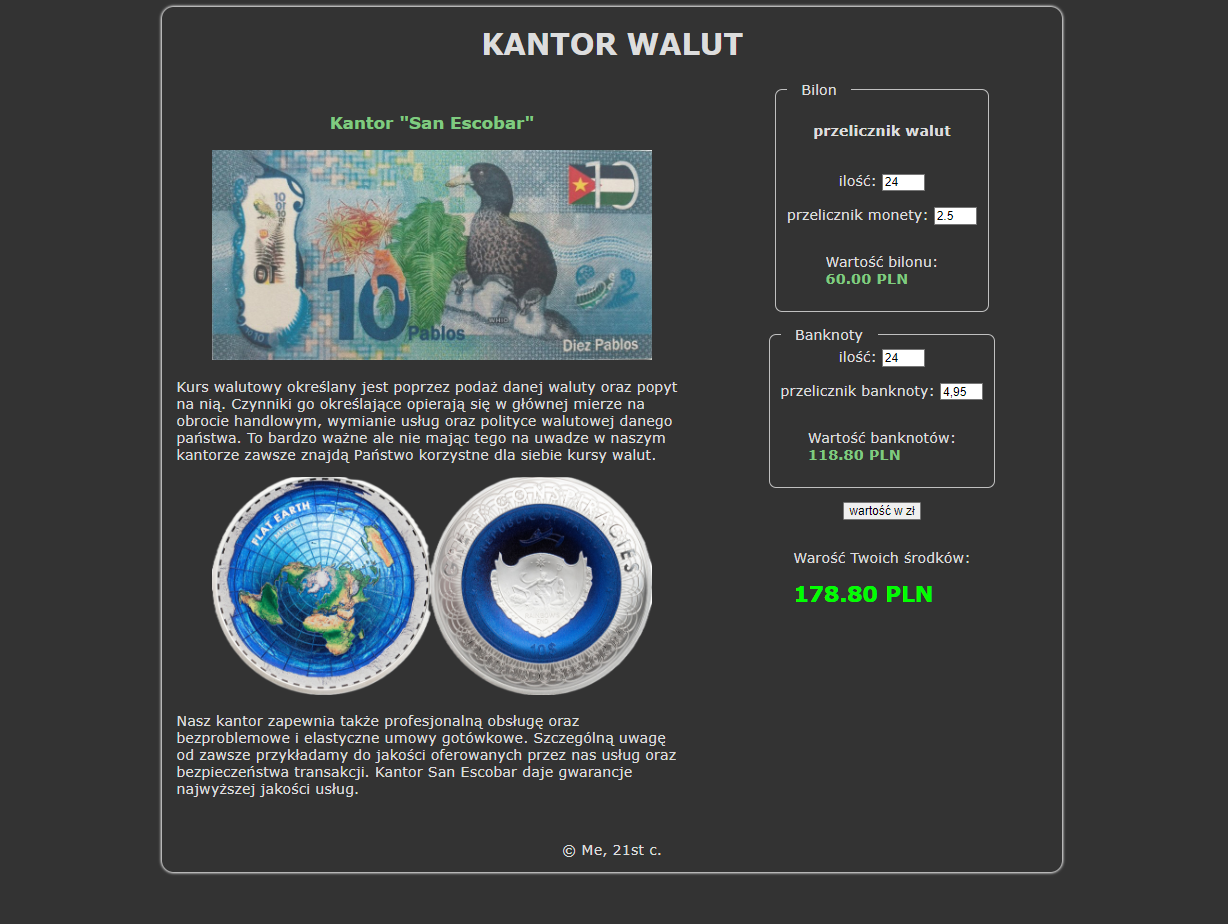 KANTOR WALUT
Kantor "San Escobar"
10
10
10
10
Pablos
WHIO
Diez Pablos
Kurs walutowy określany jest poprzez podaż danej waluty oraz popyt
na nią. Czynniki go określające opierają się w głównej mierze na
obrocie handlowym, wymianie usług oraz polityce walutowej danego
państwa. To bardzo ważne ale nie mając tego na uwadze w naszym
kantorze zawsze znajdą Państwo korzystne dla siebie kursy walut.
FLAT EARTH
10$
Nasz kantor zapewnia także profesjonalną obsługę oraz
bezproblemowe i elastyczne umowy gotówkowe. Szczególną uwagę
od zawsze przykładamy do jakości oferowanych przez nas usług oraz
bezpieczeństwa transakcji. Kantor San Escobar daje gwarancje
najwyższej jakości usług.
Bilon
przelicznik walut
ilość: 24
przelicznik monety: 2.5
Wartość bilonu:
60.00 PLN
Banknoty
ilość: 24
przelicznik banknoty: 4,95
Wartość banknotów:
118.80 PLN
wartość w zł
Warość Twoich środków:
178.80 PLN
© Me, 21st c.